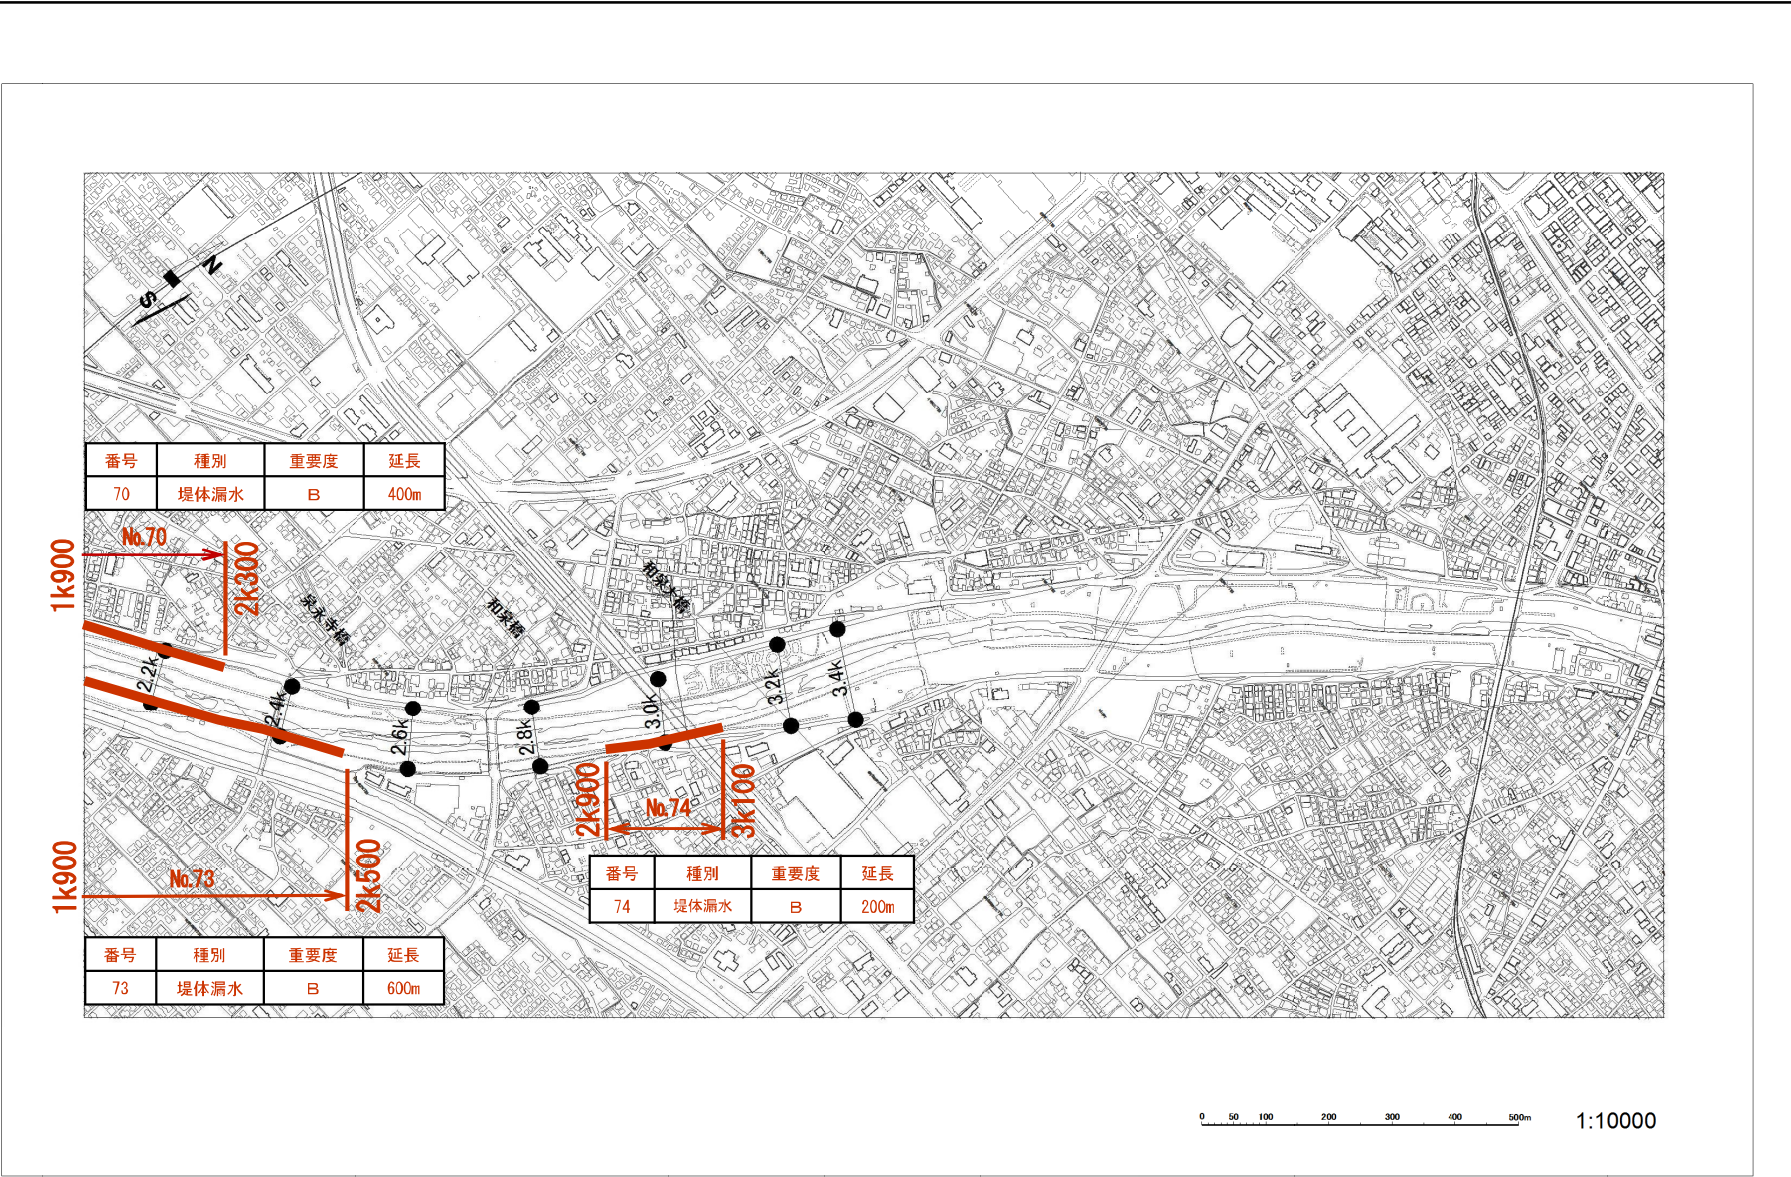 N
S
番号 種別 重要度 延長
70 堤体漏水 B 400m
No.70
1k900
2k300
泉永寺橋
和泉橋
和泉大橋
2.2k
2.4k
2.6k
2.8k
3.0k
3.2k
3.4k
2k900
No.74
3k100
1k900
No.73
2k500
番号 種別 重要度 延長
74 堤体漏水 B 200m
番号 種別 重要度 延長
73 堤体漏水 B 600m
0 50 100 200 300 400 500m
1:10000